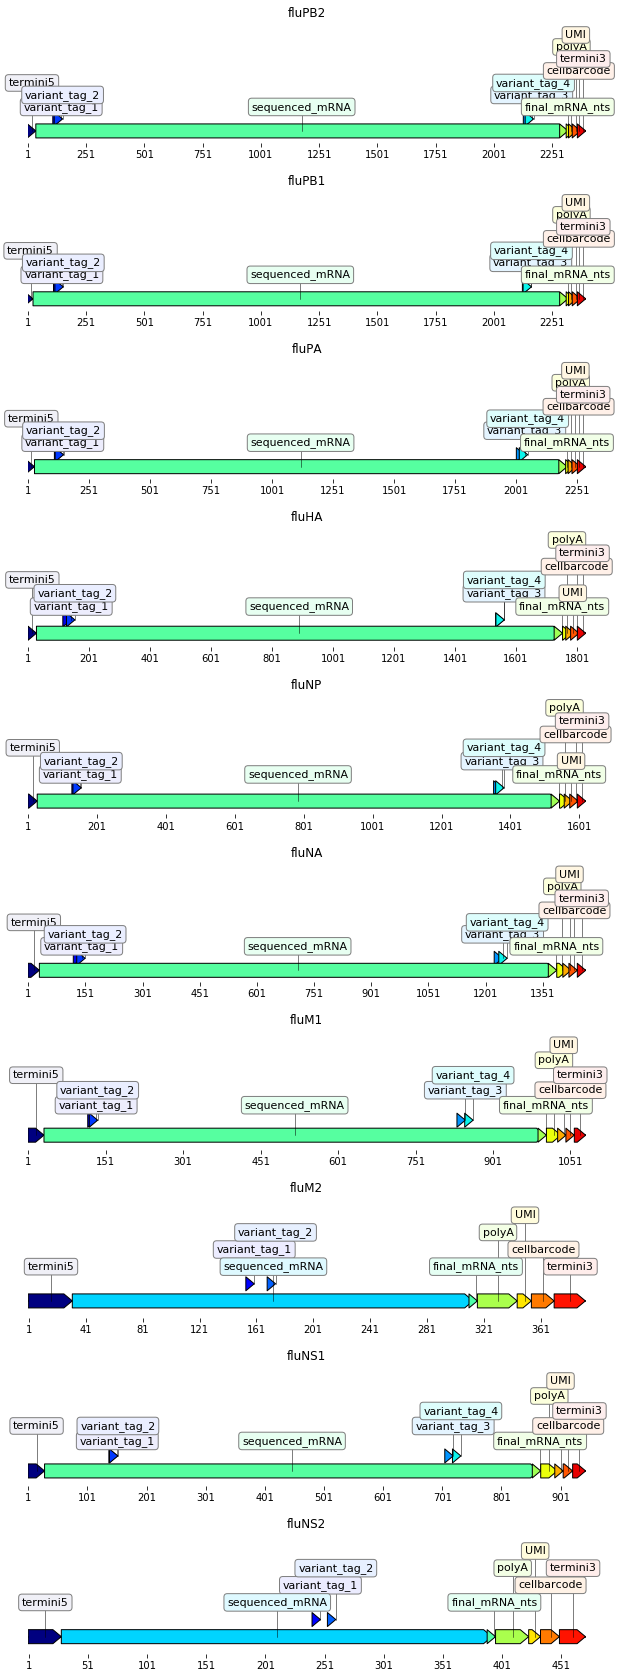 fluPB2
UMI
polyA
termini3
cellbarcode
termini5
variant_tag_4
variant_tag_2
variant_tag_3
variant_tag_1
sequenced_mRNA
final_mRNA_nts
1 251 501 751 1001 1251 1501 1751 2001 2251
fluPB1
UMI
polyA
termini3
cellbarcode
termini5
variant_tag_4
variant_tag_2
variant_tag_3
variant_tag_1
sequenced_mRNA
final_mRNA_nts
1 251 501 751 1001 1251 1501 1751 2001 2251
fluPA
UMI
polyA
termini3
cellbarcode
termini5
variant_tag_4
variant_tag_2
variant_tag_3
variant_tag_1
sequenced_mRNA
final_mRNA_nts
1 251 501 751 1001 1251 1501 1751 2001 2251
fluHA
polyA
termini3
cellbarcode
termini5
variant_tag_4
variant_tag_2
variant_tag_3
UMI
variant_tag_1
sequenced_mRNA
final_mRNA_nts
1 201 401 601 801 1001 1201 1401 1601 1801
fluNP
polyA
termini3
cellbarcode
termini5
variant_tag_4
variant_tag_2
variant_tag_3
UMI
variant_tag_1
sequenced_mRNA
final_mRNA_nts
1 201 401 601 801 1001 1201 1401 1601
fluNA
UMI
polyA
termini3
cellbarcode
termini5
variant_tag_4
variant_tag_2
variant_tag_3
variant_tag_1
sequenced_mRNA
final_mRNA_nts
1 151 301 451 601 751 901 1051 1201 1351
fluM1
UMI
polyA
termini5
variant_tag_4
termini3
variant_tag_2
variant_tag_3
cellbarcode
variant_tag_1
sequenced_mRNA
final_mRNA_nts
1 151 301 451 601 751 901 1051
fluM2
UMI
variant_tag_2
polyA
variant_tag_1
cellbarcode
termini5
sequenced_mRNA
final_mRNA_nts
termini3
1 41 81 121 161 201 241 281 321 361
fluNS1
UMI
polyA
variant_tag_4
termini3
termini5
variant_tag_2
variant_tag_3
cellbarcode
variant_tag_1
sequenced_mRNA
final_mRNA_nts
1 101 201 301 401 501 601 701 801 901
fluNS2
UMI
variant_tag_2
polyA
termini3
variant_tag_1
cellbarcode
termini5
sequenced_mRNA
final_mRNA_nts
1 51 101 151 201 251 301 351 401 451